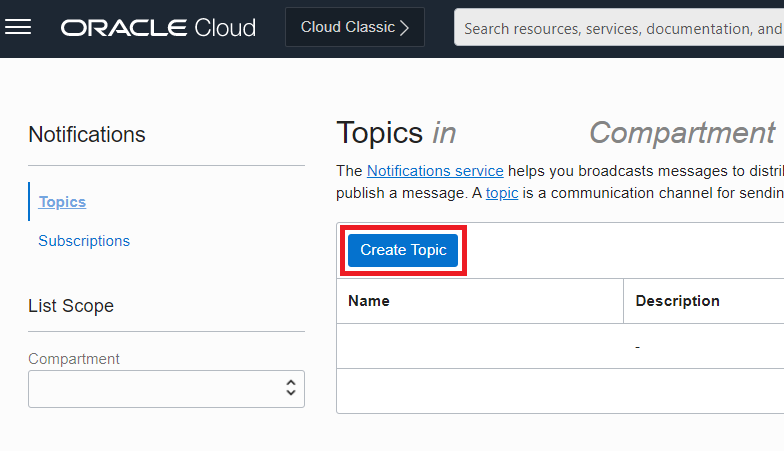 ORACLE Cloud
Cloud Classic
Search resources, services, documentation, and
Notifications
Topics
Subscriptions
List Scope
Compartment
Topics in Compartment
The Notifications service helps you broadcasts messages to distri
publish a message. A topic is a communication channel for sending
Create Topic
Name Description
-